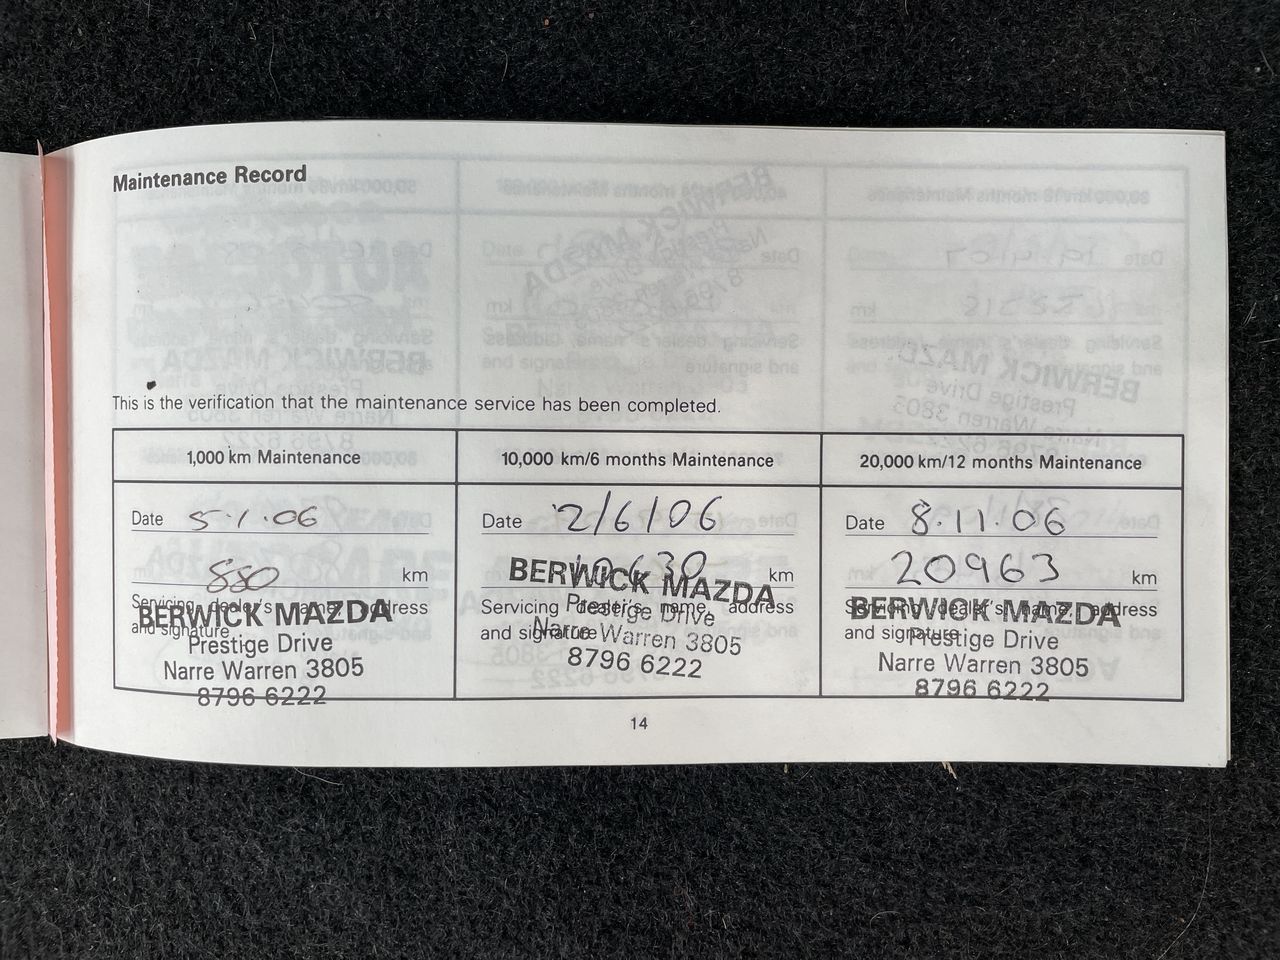 Maintenance Record
This is the verification that the maintenance service has been completed.
1,000 km Maintenance
Date 5·1·06
880 km
Servicing dealer's name, address
and signature
BERWICK MAZDA
Prestige Drive
Narre Warren 3805
8796 6222
10,000 km/6 months Maintenance
Date 2/6/06
10630 km
Servicing dealer's name, address
and signature
BERWICK MAZDA
Prestige Drive
Narre Warren 3805
8796 6222
20,000 km/12 months Maintenance
Date 8·11·06
20963 km
Servicing dealer's name, address
and signature
BERWICK MAZDA
Prestige Drive
Narre Warren 3805
8796 6222
14